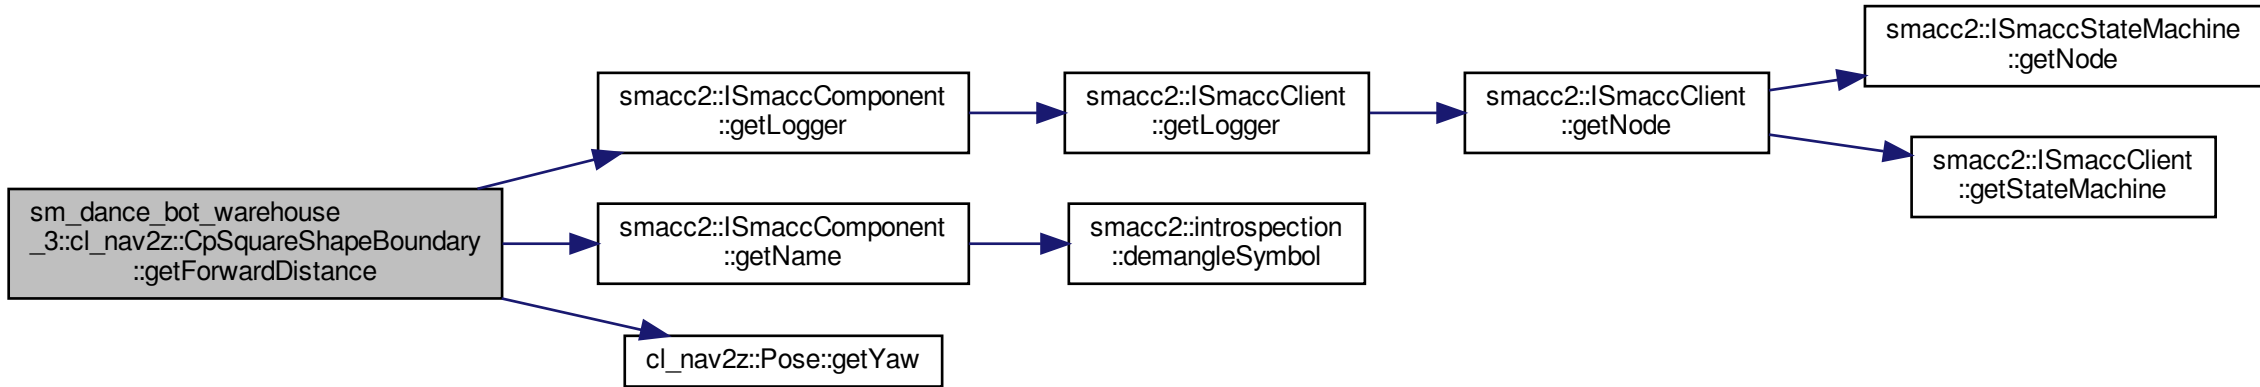 sm_dance_bot_warehouse
_3::cl_nav2z::CpSquareShapeBoundary
::getForwardDistance
smacc2::ISmaccComponent
::getLogger
smacc2::ISmaccClient
::getLogger
smacc2::ISmaccClient
::getNode
smacc2::ISmaccStateMachine
::getNode
smacc2::ISmaccClient
::getStateMachine
smacc2::ISmaccComponent
::getName
smacc2::introspection
::demangleSymbol
cl_nav2z::Pose::getYaw